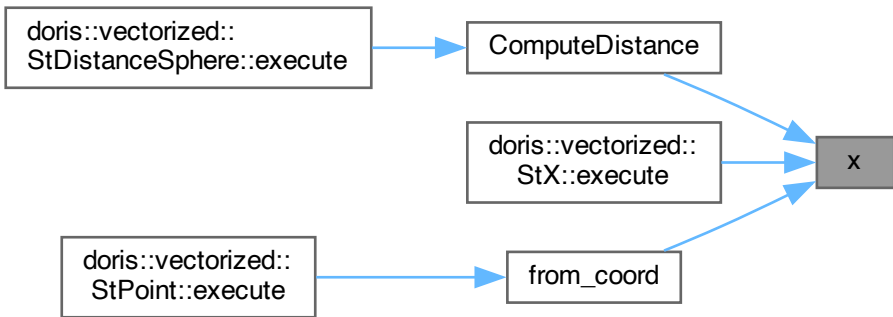 doris::vectorized::
StDistanceSphere::execute
ComputeDistance
doris::vectorized::
StX::execute
x
doris::vectorized::
StPoint::execute
from_coord